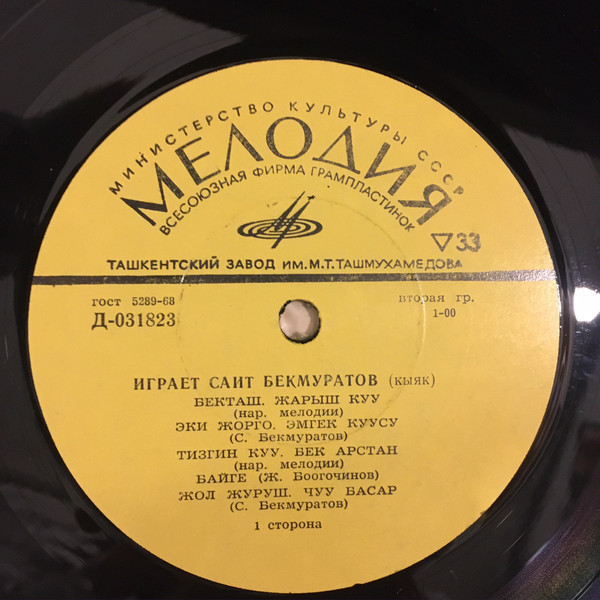 МИНИСТЕРСТВО КУЛЬТУРЫ СССР
МЕЛОДИЯ
ВСЕСОЮЗНАЯ ФИРМА ГРАМПЛАСТИНОК
▽33
ТАШКЕНТСКИЙ ЗАВОД ИМ. М.Т. ТАШМУХАМЕДОВА
ГОСТ 5289-68
вторая гр.
Д-031823
1-00
ИГРАЕТ САИТ БЕКМУРАТОВ (кыяк)
БЕКТАШ. ЖАРЫШ КУУ
(нар. мелодии)
ЭКИ ЖОРГО. ЭМГЕК КУУСУ
(С. Бекмуратов)
ТИЗГИН КУУ. БЕК АРСТАН
(нар. мелодии)
БАЙГЕ (Ж. Боогочинов)
ЖОЛ ЖУРУШ. ЧУУ БАСАР
(С. Бекмуратов)
1 сторона